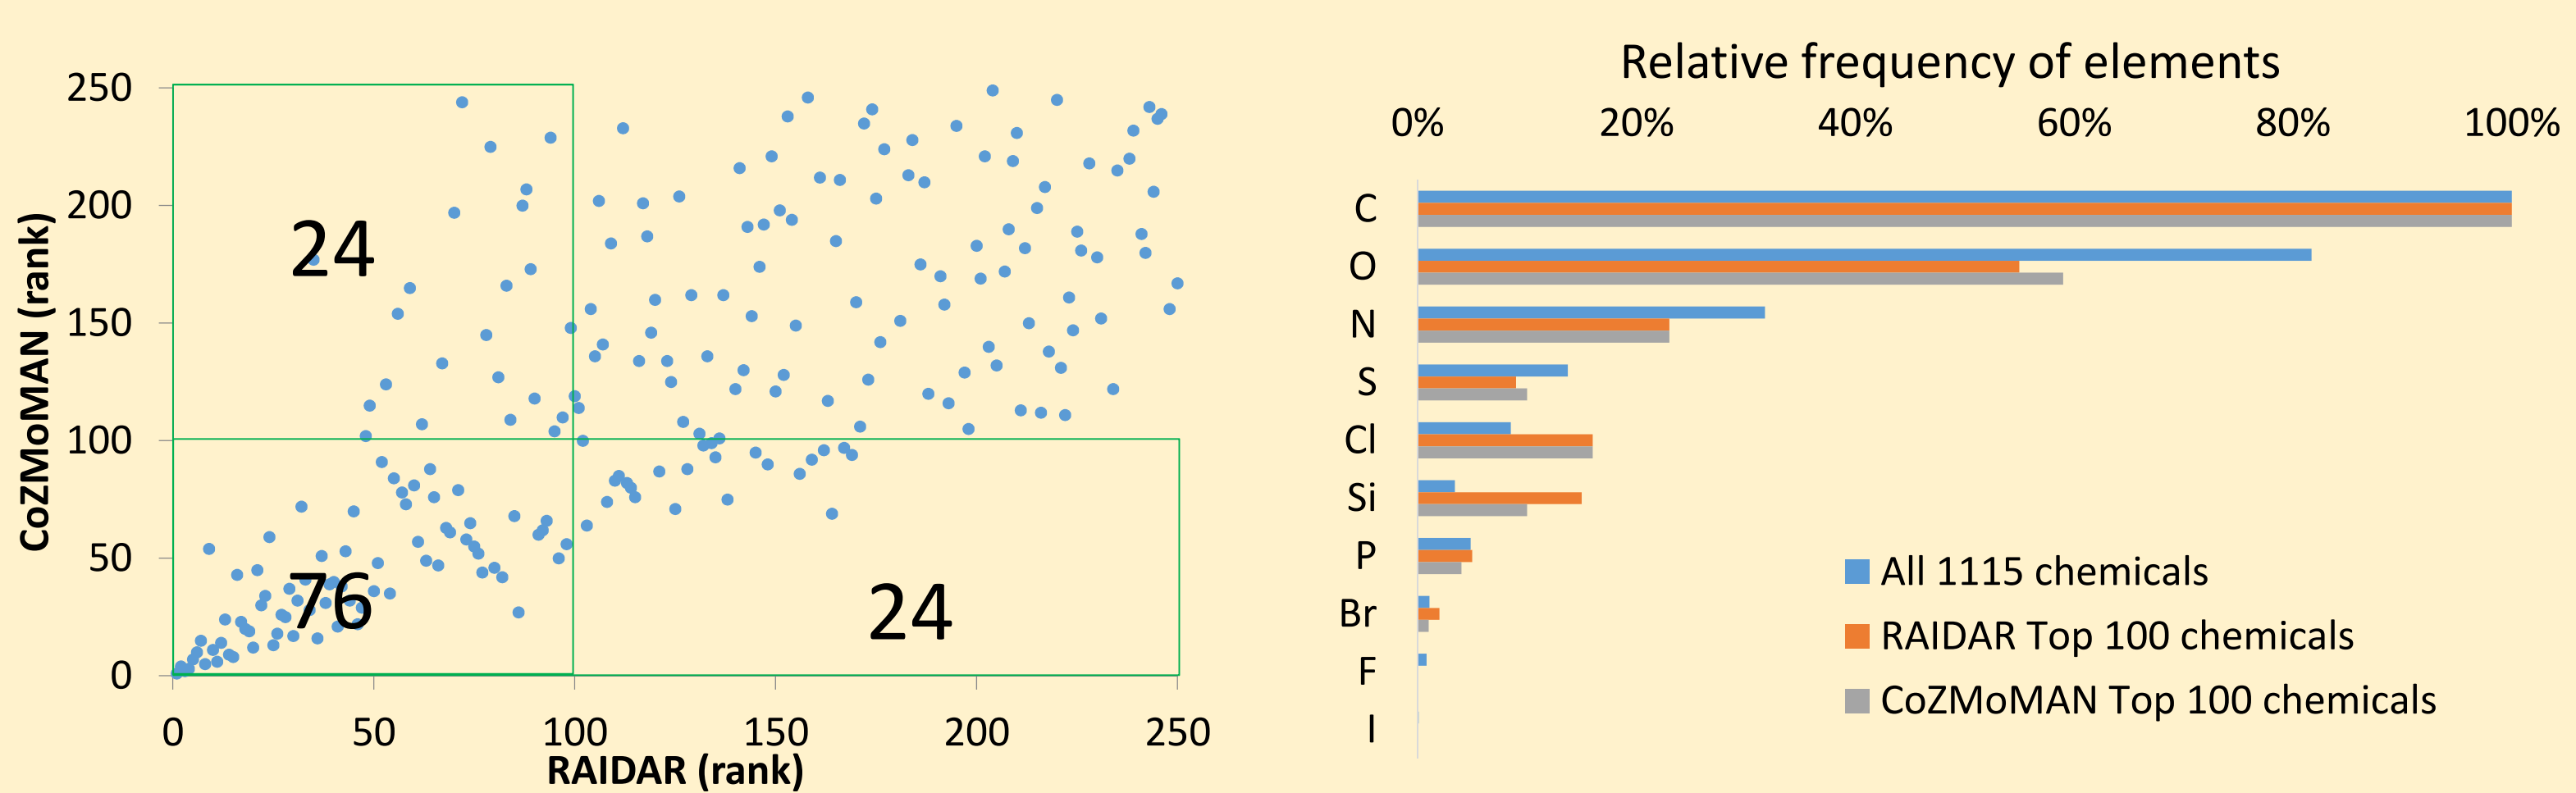 250
200
150
100
50
0
CoZMoMAN (rank)
24
76
24
0 50 100 150 200 250
RAIDAR (rank)
Relative frequency of elements
0% 20% 40% 60% 80% 100%
C
O
N
S
Cl
Si
P
Br
F
I
All 1115 chemicals
RAIDAR Top 100 chemicals
CoZMoMAN Top 100 chemicals